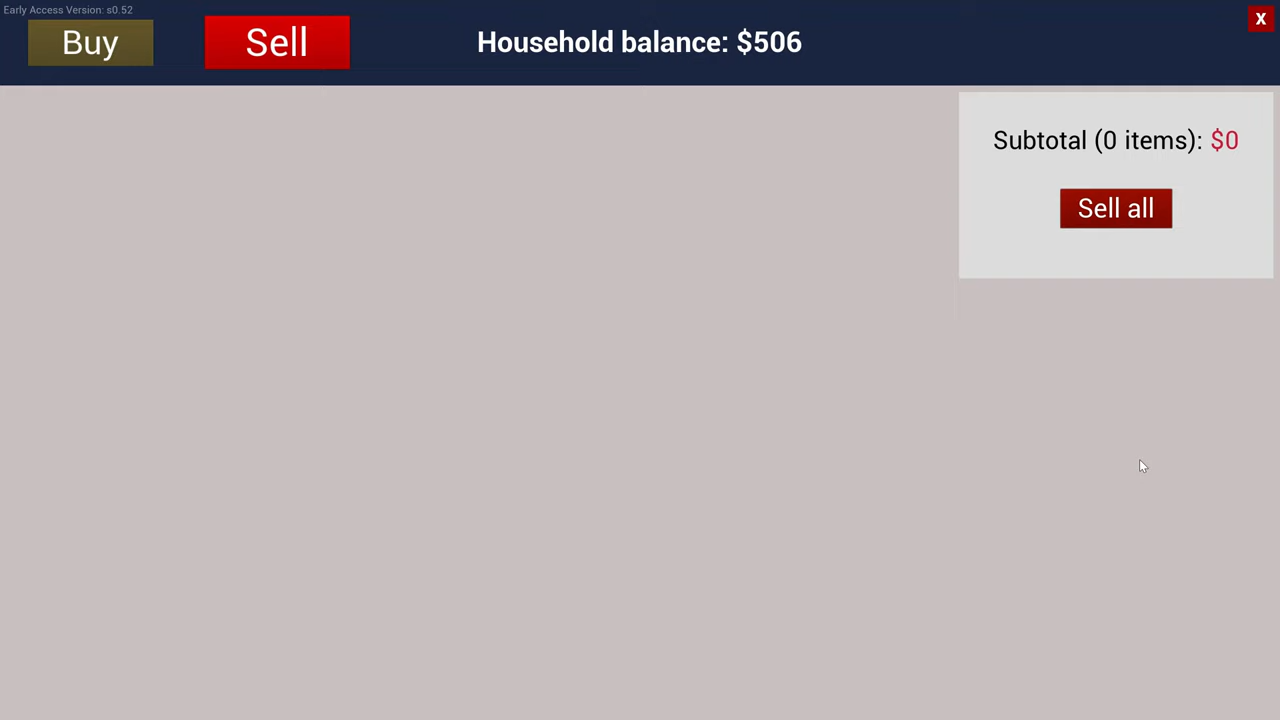 Early Access Version: s0.52
Buy
Sell
Household balance: $506
X
Subtotal (0 items): $0
Sell all